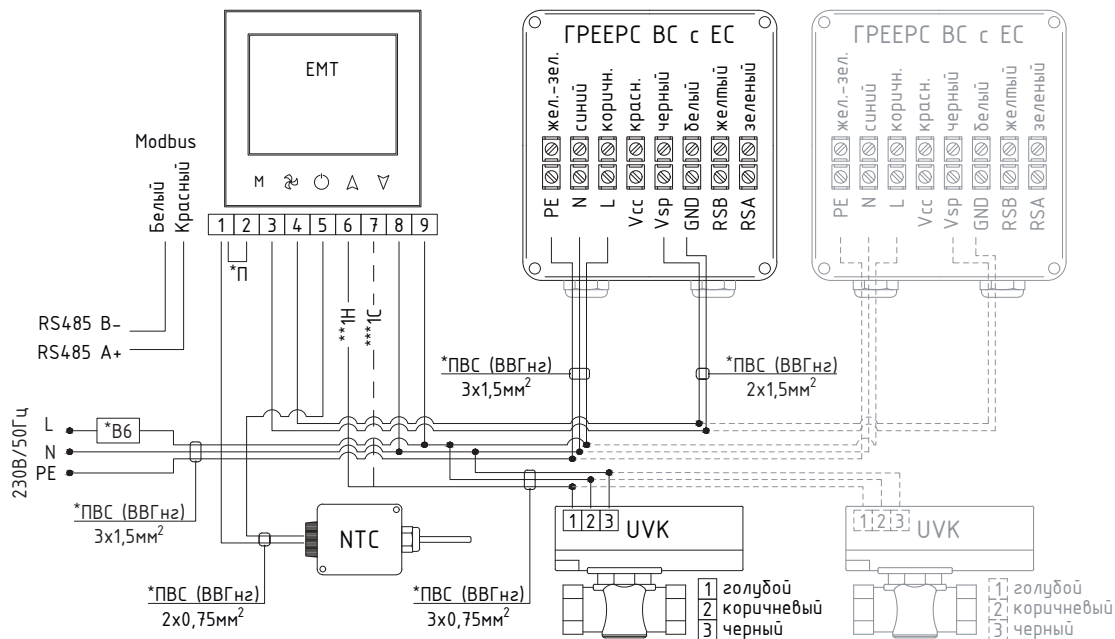 EMT
M
Modbus
Белый
Красный
1 2 3 4 5 6 7 8 9
*П
**1H
***1C
RS485 B-
RS485 A+
ГРЕЕРС ВС с ЕС
жел.-зел.
синий
коричн.
красн.
черный
белый
желтый
зеленый
PE
N
L
Vcc
Vsp
GND
RSB
RSA
ГРЕЕРС ВС с ЕС
жел.-зел.
синий
коричн.
красн.
черный
белый
желтый
зеленый
PE
N
L
Vcc
Vsp
GND
RSB
RSA
*ПВС (ВВГнг)
3х1,5мм²
*ПВС (ВВГнг)
2х1,5мм²
230В/50Гц
L
N
PE
*В6
*ПВС (ВВГнг)
3х1,5мм²
NTC
*ПВС (ВВГнг)
2х0,75мм²
*ПВС (ВВГнг)
3х0,75мм²
1 2 3
UVK
1 голубой
2 коричневый
3 черный
1 2 3
UVK
1 голубой
2 коричневый
3 черный